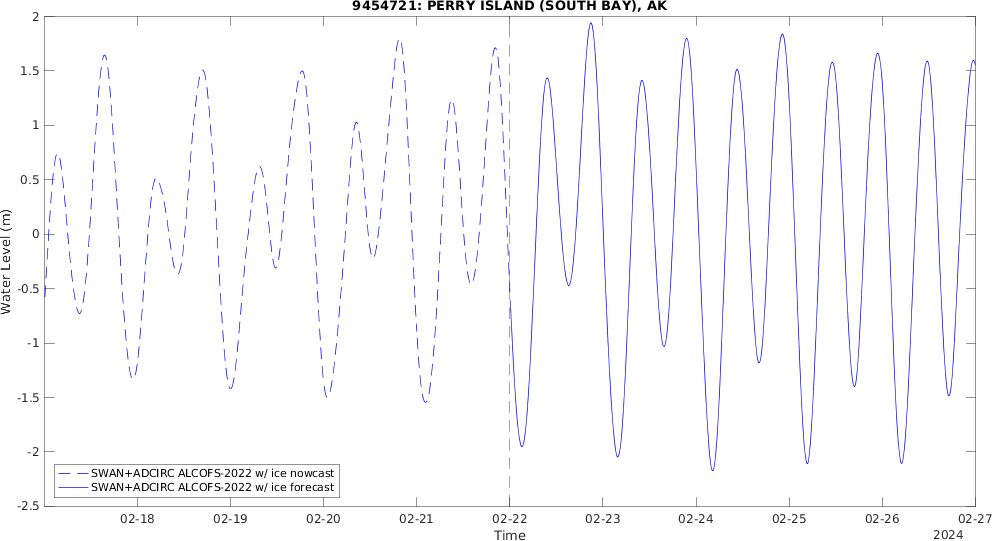 9454721: PERRY ISLAND (SOUTH BAY), AK
Water Level (m)
2
1.5
1
0.5
0
-0.5
-1
-1.5
-2
-2.5
SWAN+ADCIRC ALCOFS-2022 w/ ice nowcast
SWAN+ADCIRC ALCOFS-2022 w/ ice forecast
02-18 02-19 02-20 02-21 02-22 02-23 02-24 02-25 02-26 02-27
Time
2024